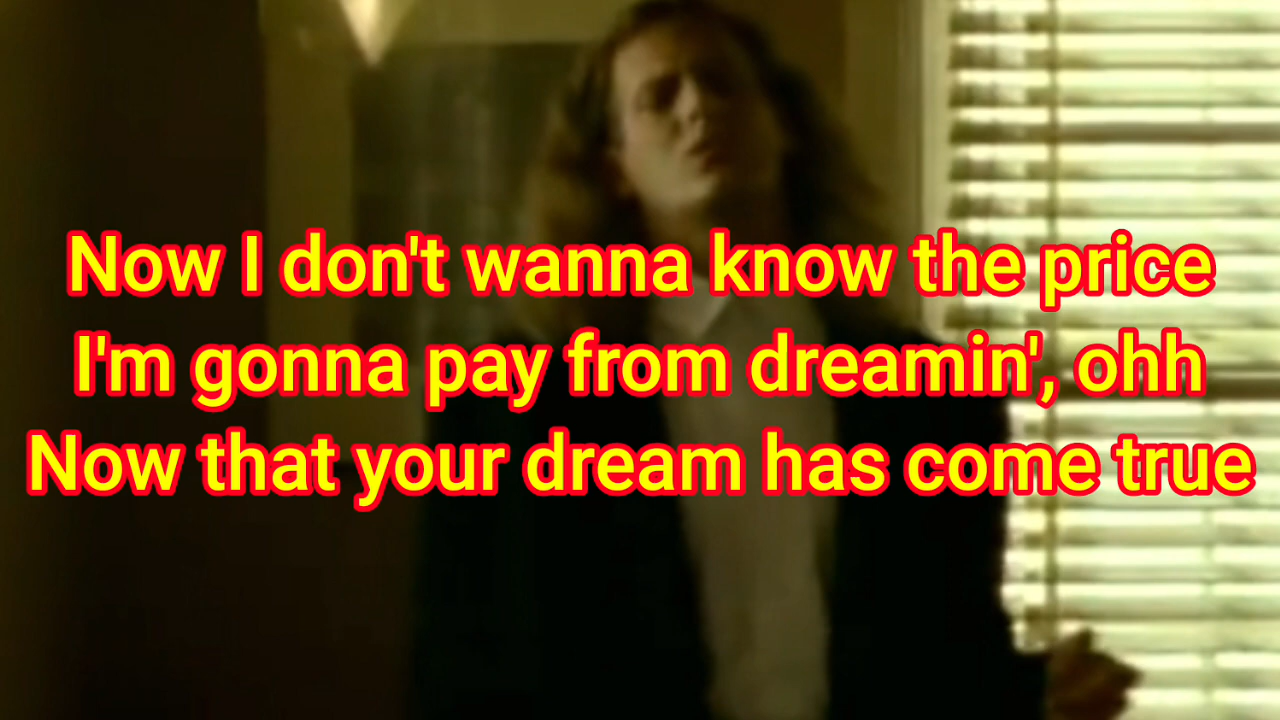 Now I don't wanna know the price
I'm gonna pay from dreamin', ohh
Now that your dream has come true